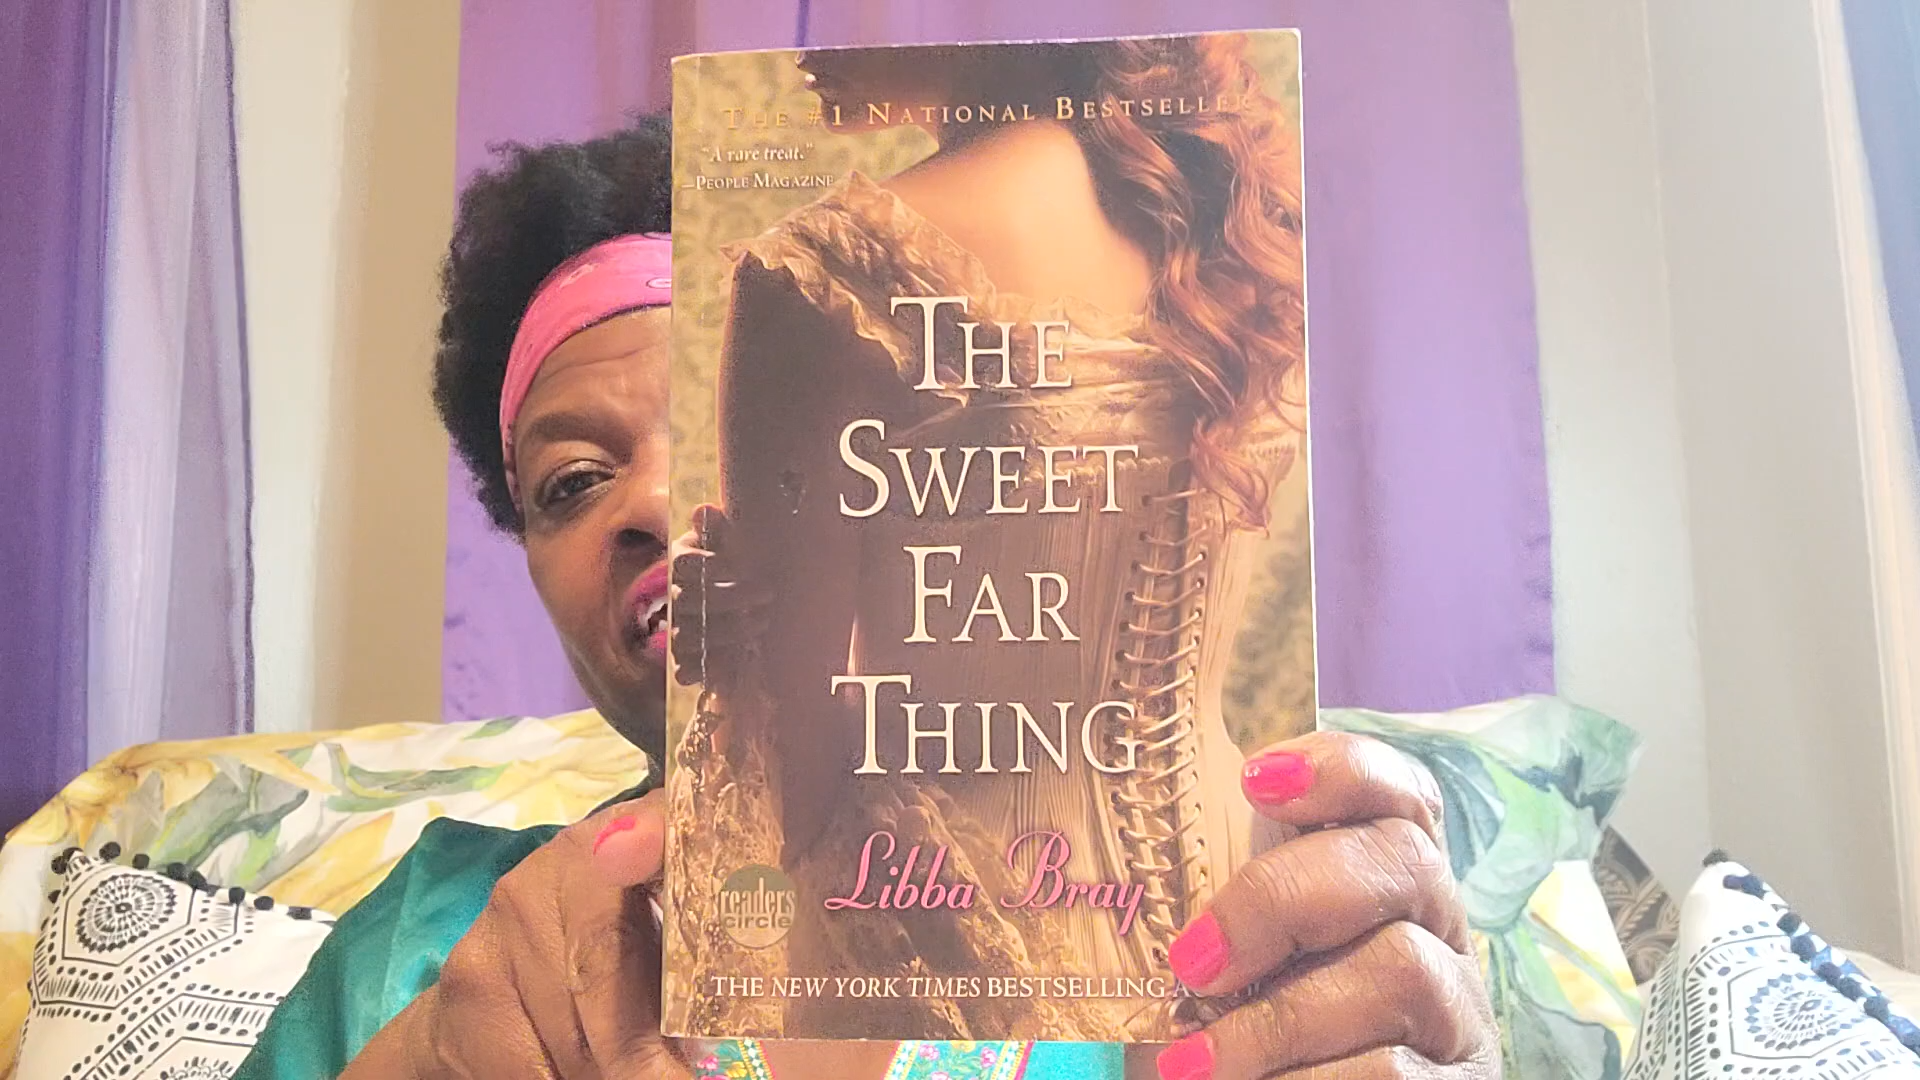 THE #1 NATIONAL BESTSELLER
"A rare treat."
—PEOPLE MAGAZINE
THE
SWEET
FAR
THING
Libba Bray
readers
circle
THE NEW YORK TIMES BESTSELLING